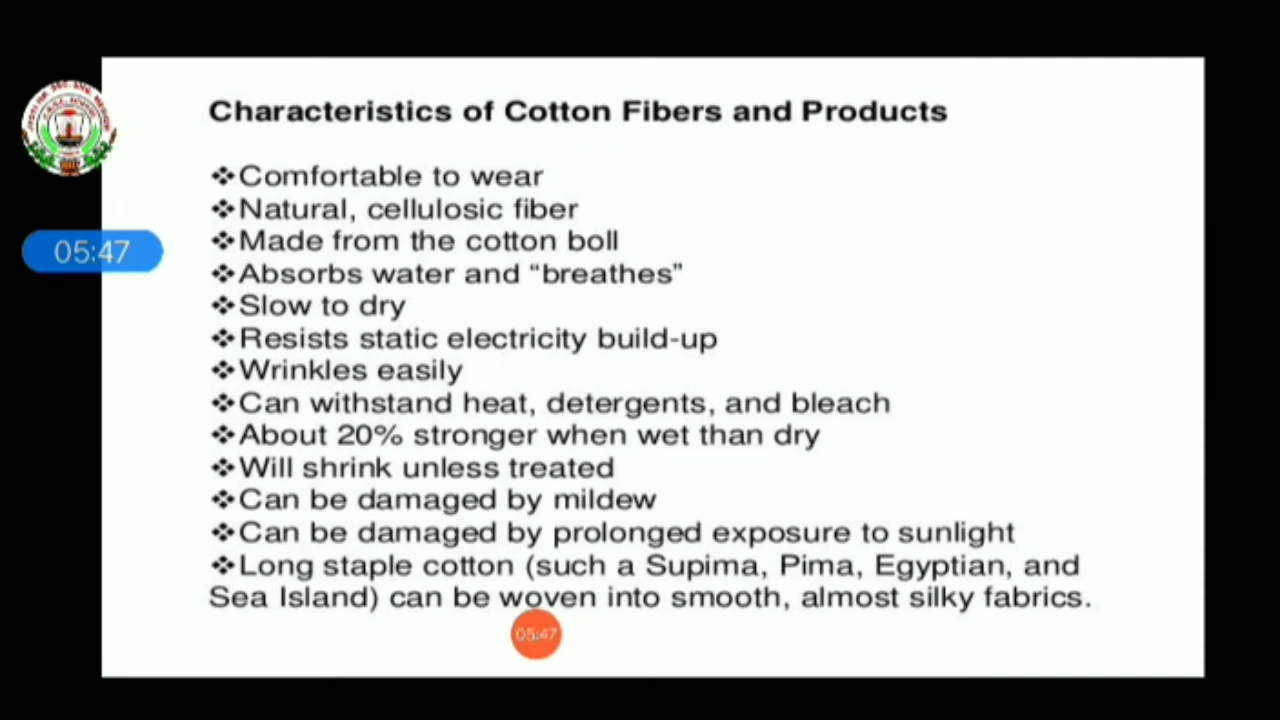 Characteristics of Cotton Fibers and Products
❖Comfortable to wear
❖Natural, cellulosic fiber
❖Made from the cotton boll
05:47
❖Absorbs water and “breathes”
❖Slow to dry
❖Resists static electricity build-up
❖Wrinkles easily
❖Can withstand heat, detergents, and bleach
❖About 20% stronger when wet than dry
❖Will shrink unless treated
❖Can be damaged by mildew
❖Can be damaged by prolonged exposure to sunlight
❖Long staple cotton (such a Supima, Pima, Egyptian, and
Sea Island) can be woven into smooth, almost silky fabrics.
05:47